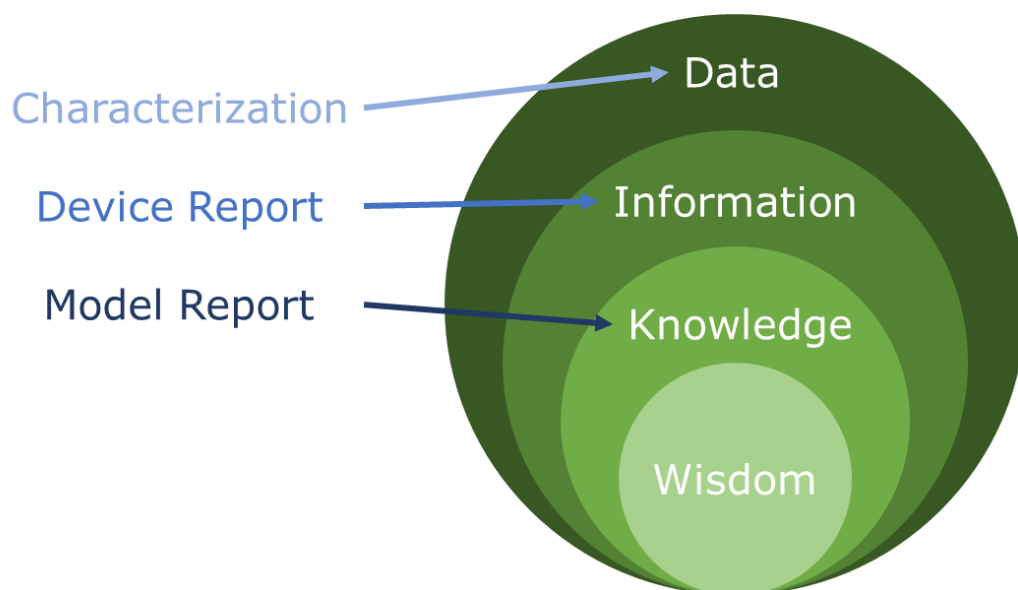 Characterization
Device Report
Model Report
Data
Information
Knowledge
Wisdom